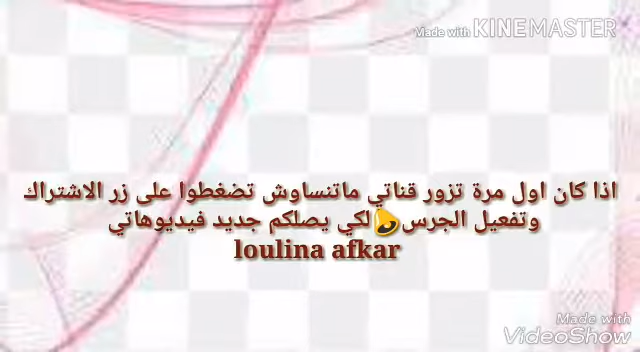 Made with KINEMASTER
اذا كان اول مرة تزور قناتي ماتنساوش تضغطوا على زر الاشتراك
وتفعيل الجرس🔔لكي يصلكم جديد فيديوهاتي
loulina afkar
Made with
VideoShow